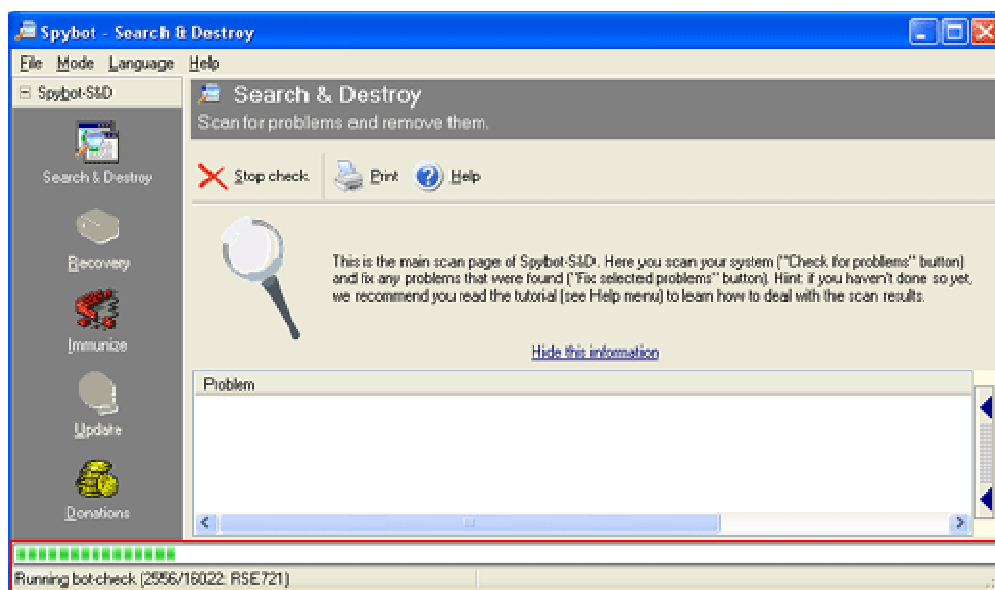 Spybot - Search & Destroy
File Mode Language Help
Spybot-S&D
Search & Destroy
Recovery
Immunize
Update
Donations
Search & Destroy
Scan for problems and remove them.
Stop check Print Help
This is the main scan page of Spybot-S&D. Here you scan your system ("Check for problems" button)
and fix any problems that were found ("Fix selected problems" button). Hint: if you haven't done so yet,
we recommend you read the tutorial (see Help menu) to learn how to deal with the scan results.
Hide this information
Problem
Running bot-check (2556/16022: RSE721)